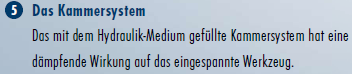 5 Das Kammersystem
Das mit dem Hydraulik-Medium gefüllte Kammersystem hat eine
dämpfende Wirkung auf das eingespannte Werkzeug.